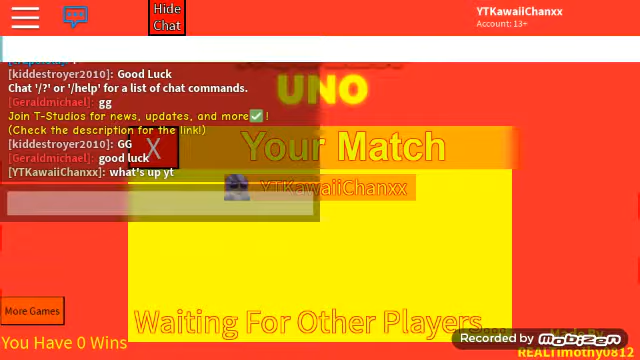 Hide
Chat
YTKawaiiChanxx
Account: 13+
[kiddestroyer2010]: Good Luck
Chat '/?' or '/help' for a list of chat commands.
[Geraldmichael]: gg
Join T-Studios for news, updates, and more✅ !
(Check the description for the link!)
[kiddestroyer2010]: GG
[Geraldmichael]: good luck
[YTKawaiiChanxx]: what's up yt
UNO
X
Your Match
YTKawaiiChanxx
More Games
Waiting For Other Players
You Have 0 Wins
Recorded by MOBIZEN
Made By
REALTimothy0812